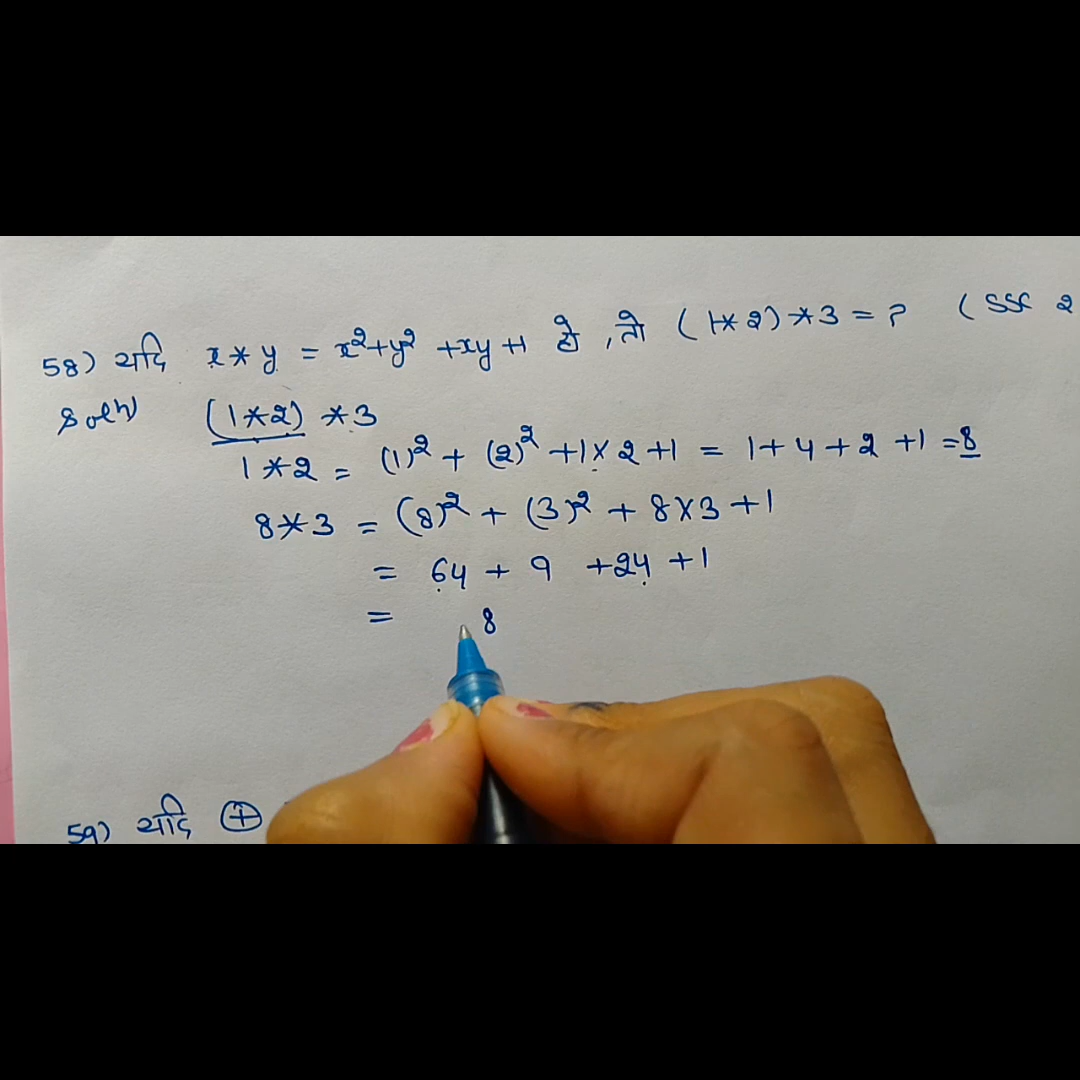 58) यदि x * y = x²+y² +xy +1 हो , तो (1*2) *3 = ? ( SSC 2
Soln (1*2) *3
1*2 = (1)² + (2)² +1×2 +1 = 1+4+2+1 =8
8*3 = (8)² + (3)² + 8×3 +1
= 64 + 9 +24 +1
= 8
59) यदि ⊕